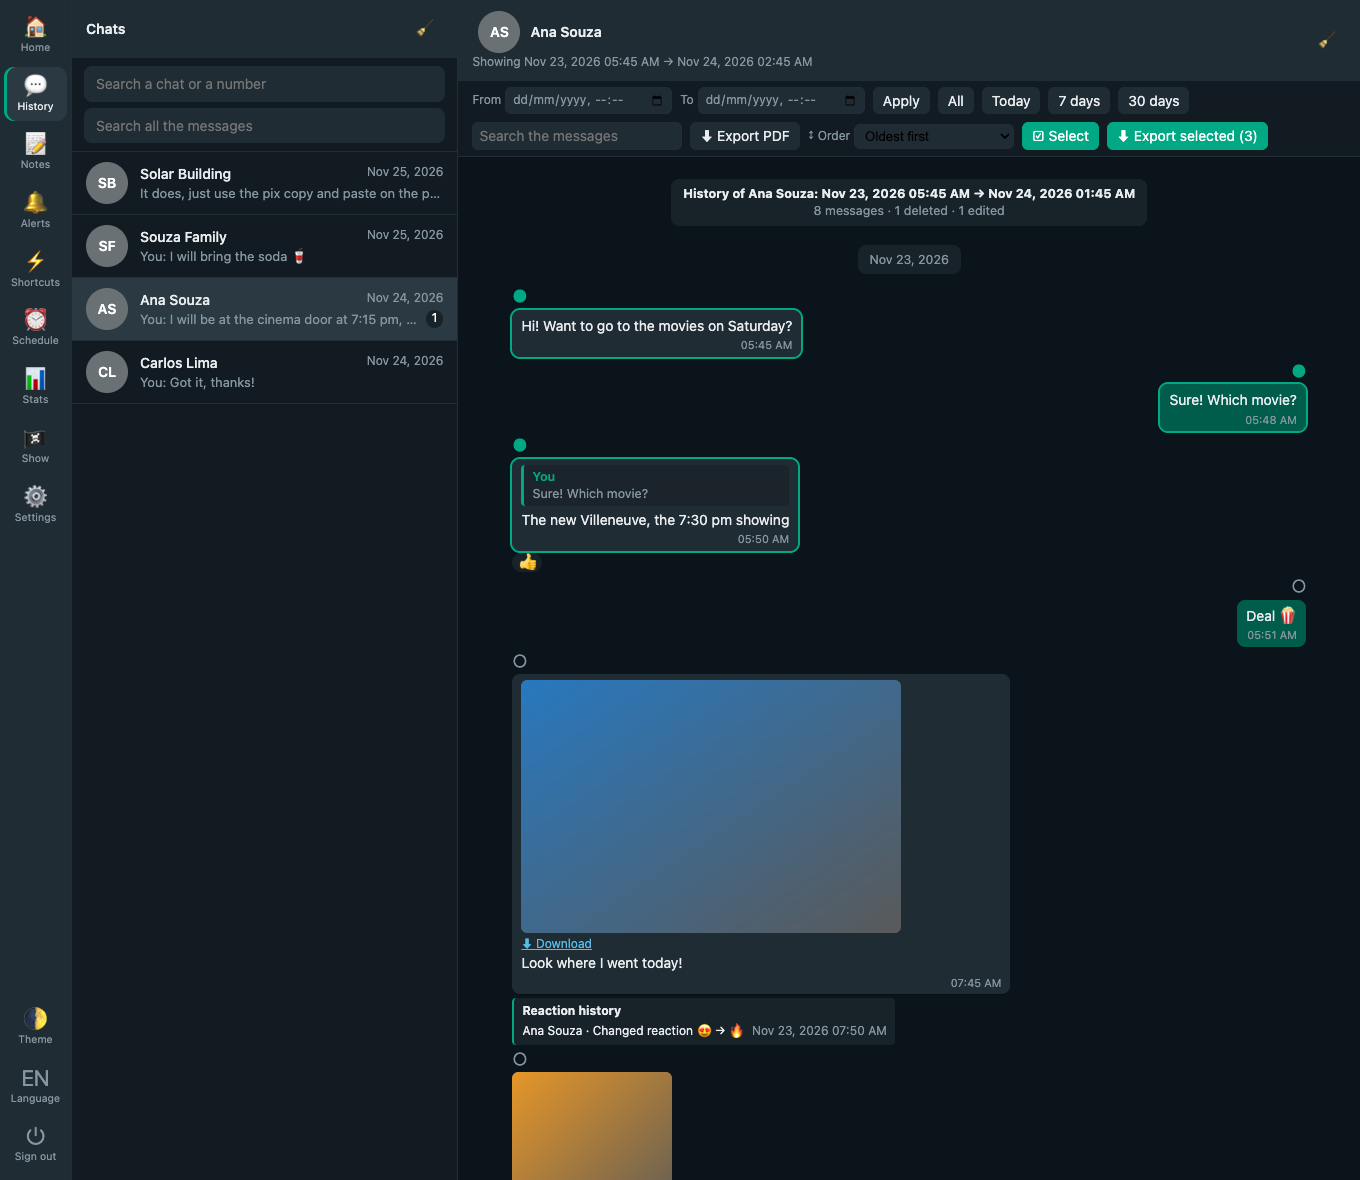 Home
History
Notes
Alerts
Shortcuts
Schedule
Stats
Show
Settings
Theme
EN
Language
Sign out
Chats
Search a chat or a number
Search all the messages
SB
Solar Building
Nov 25, 2026
It does, just use the pix copy and paste on the p...
SF
Souza Family
Nov 25, 2026
You: I will bring the soda 🥤
AS
Ana Souza
Nov 24, 2026
You: I will be at the cinema door at 7:15 pm, ...
1
CL
Carlos Lima
Nov 24, 2026
You: Got it, thanks!
AS
Ana Souza
Showing Nov 23, 2026 05:45 AM → Nov 24, 2026 02:45 AM
From dd/mm/yyyy, --:-- To dd/mm/yyyy, --:-- Apply All Today 7 days 30 days
Search the messages ⬇ Export PDF ↕ Order Oldest first ☑ Select ⬇ Export selected (3)
History of Ana Souza: Nov 23, 2026 05:45 AM → Nov 24, 2026 01:45 AM
8 messages · 1 deleted · 1 edited
Nov 23, 2026
Hi! Want to go to the movies on Saturday?
05:45 AM
Sure! Which movie?
05:48 AM
You
Sure! Which movie?
The new Villeneuve, the 7:30 pm showing
05:50 AM
👍
Deal 🍿
05:51 AM
⬇ Download
Look where I went today!
07:45 AM
Reaction history
Ana Souza · Changed reaction 😍 → 🔥 Nov 23, 2026 07:50 AM